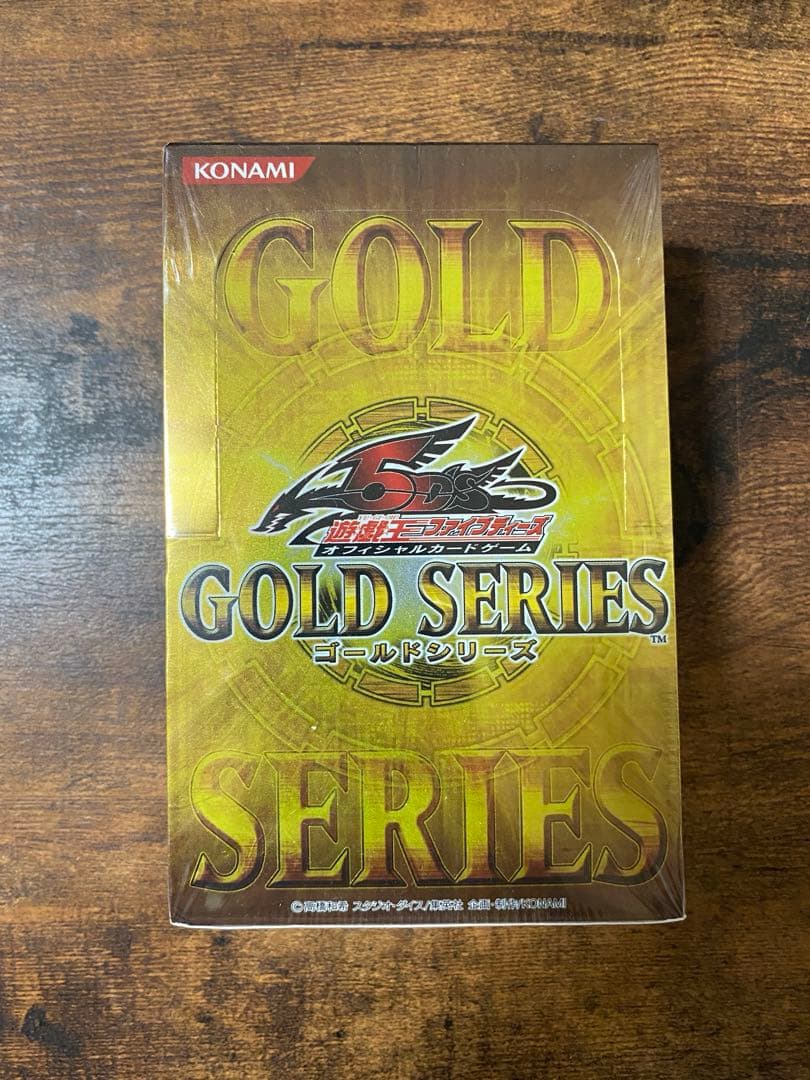 KONAMI
GOLD
5D's
遊戯王ファイブディーズ
オフィシャルカードゲーム
GOLD SERIES™
ゴールドシリーズ
SERIES
©高橋和希 スタジオ・ダイス/集英社 企画・制作/KONAMI